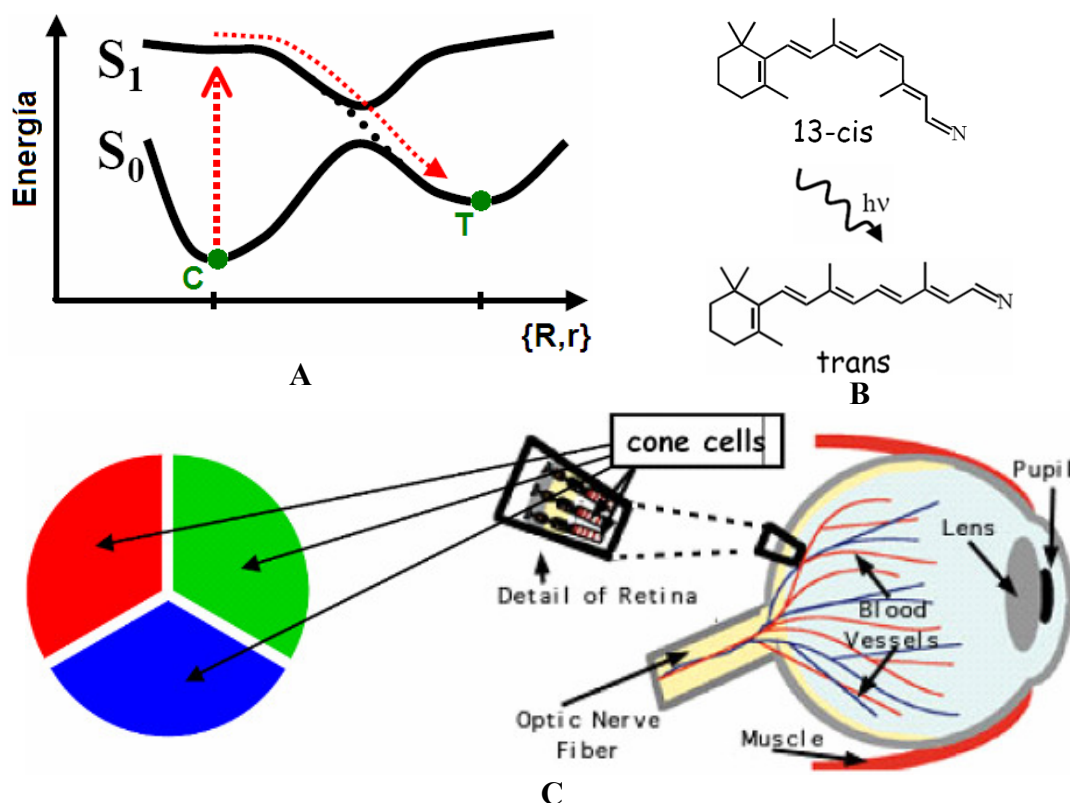 Energía
S1
S0
C
T
{R,r}
A
13-cis
N
hν
N
trans
B
cone cells
Detail of Retina
Optic Nerve
Fiber
Pupil
Lens
Blood
Vessels
Muscle
C